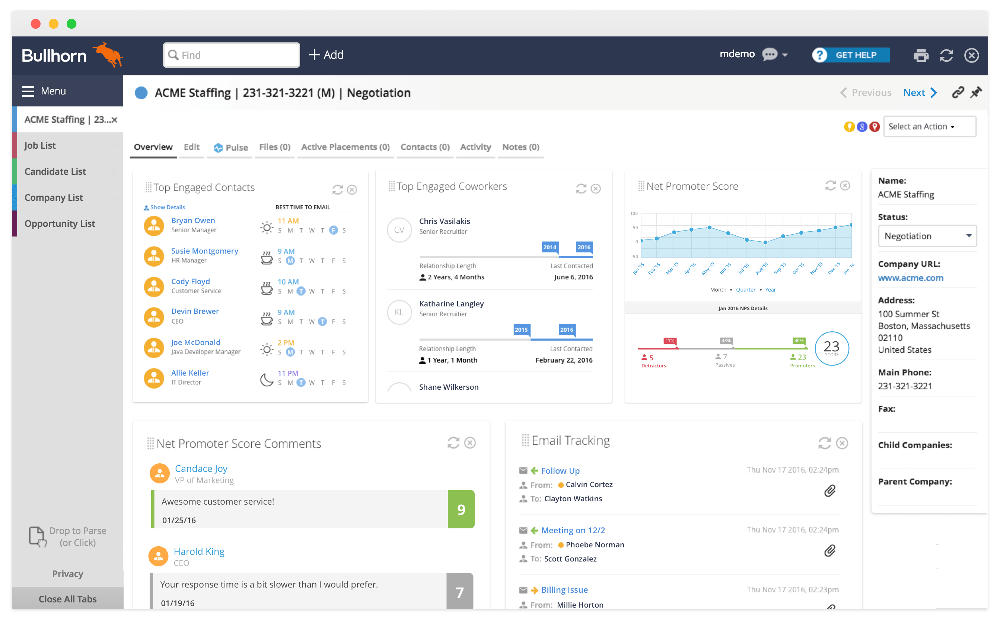 Bullhorn
Find
+ Add
mdemo
? GET HELP
Menu
ACME Staffing | 231-321-3221 (M) | Negotiation
Previous
Next
ACME Staffing | 23...×
Job List
Candidate List
Company List
Opportunity List
Drop to Parse
(or Click)
Privacy
Close All Tabs
g
Select an Action
Overview
Edit
Pulse
Files (0)
Active Placements (0)
Contacts (0)
Activity
Notes (0)
Top Engaged Contacts
Show Details
BEST TIME TO EMAIL
Bryan Owen
Senior Manager
11 AM
S M T W T F S
Susie Montgomery
HR Manager
9 AM
S M T W T F S
Cody Floyd
Customer Service
10 AM
S M T W T F S
Devin Brewer
CEO
9 AM
S M T W T F S
Joe McDonald
Java Developer Manager
2 PM
S M T W T F S
Allie Keller
IT Director
11 PM
S M T W T F S
Top Engaged Coworkers
CV
Chris Vasilakis
Senior Recruitier
2014
2016
Relationship Length
Last Contacted
2 Years, 4 Months
June 6, 2016
KL
Katharine Langley
Senior Recruitier
2015
2016
Relationship Length
Last Contacted
1 Year, 1 Month
February 22, 2016
Shane Wilkerson
Net Promoter Score
100
50
0
-50
Jan '15
Feb '15
Mar '15
Apr '15
May '15
Jun '15
Jul '15
Aug '15
Sep '15
Oct '15
Nov '15
Dec '15
Jan '16
Month • Quarter • Year
Jan 2016 NPS Details
17%
43%
40%
5
Detractors
7
Passives
23
Promoters
23
SCORE
Name:
ACME Staffing
Status:
Negotiation
Company URL:
www.acme.com
Address:
100 Summer St
Boston, Massachusetts
02110
United States
Main Phone:
231-321-3221
Fax:
Child Companies:
Parent Company:
Net Promoter Score Comments
Candace Joy
VP of Marketing
Awesome customer service!
01/25/16
9
Harold King
CEO
Your response time is a bit slower than I would prefer.
01/19/16
7
Email Tracking
Follow Up
Thu Nov 17 2016, 02:24pm
From: Calvin Cortez
To: Clayton Watkins
Meeting on 12/2
Thu Nov 17 2016, 02:24pm
From: Phoebe Norman
To: Scott Gonzalez
Billing Issue
Thu Nov 17 2016, 02:23pm
From: Millie Horton